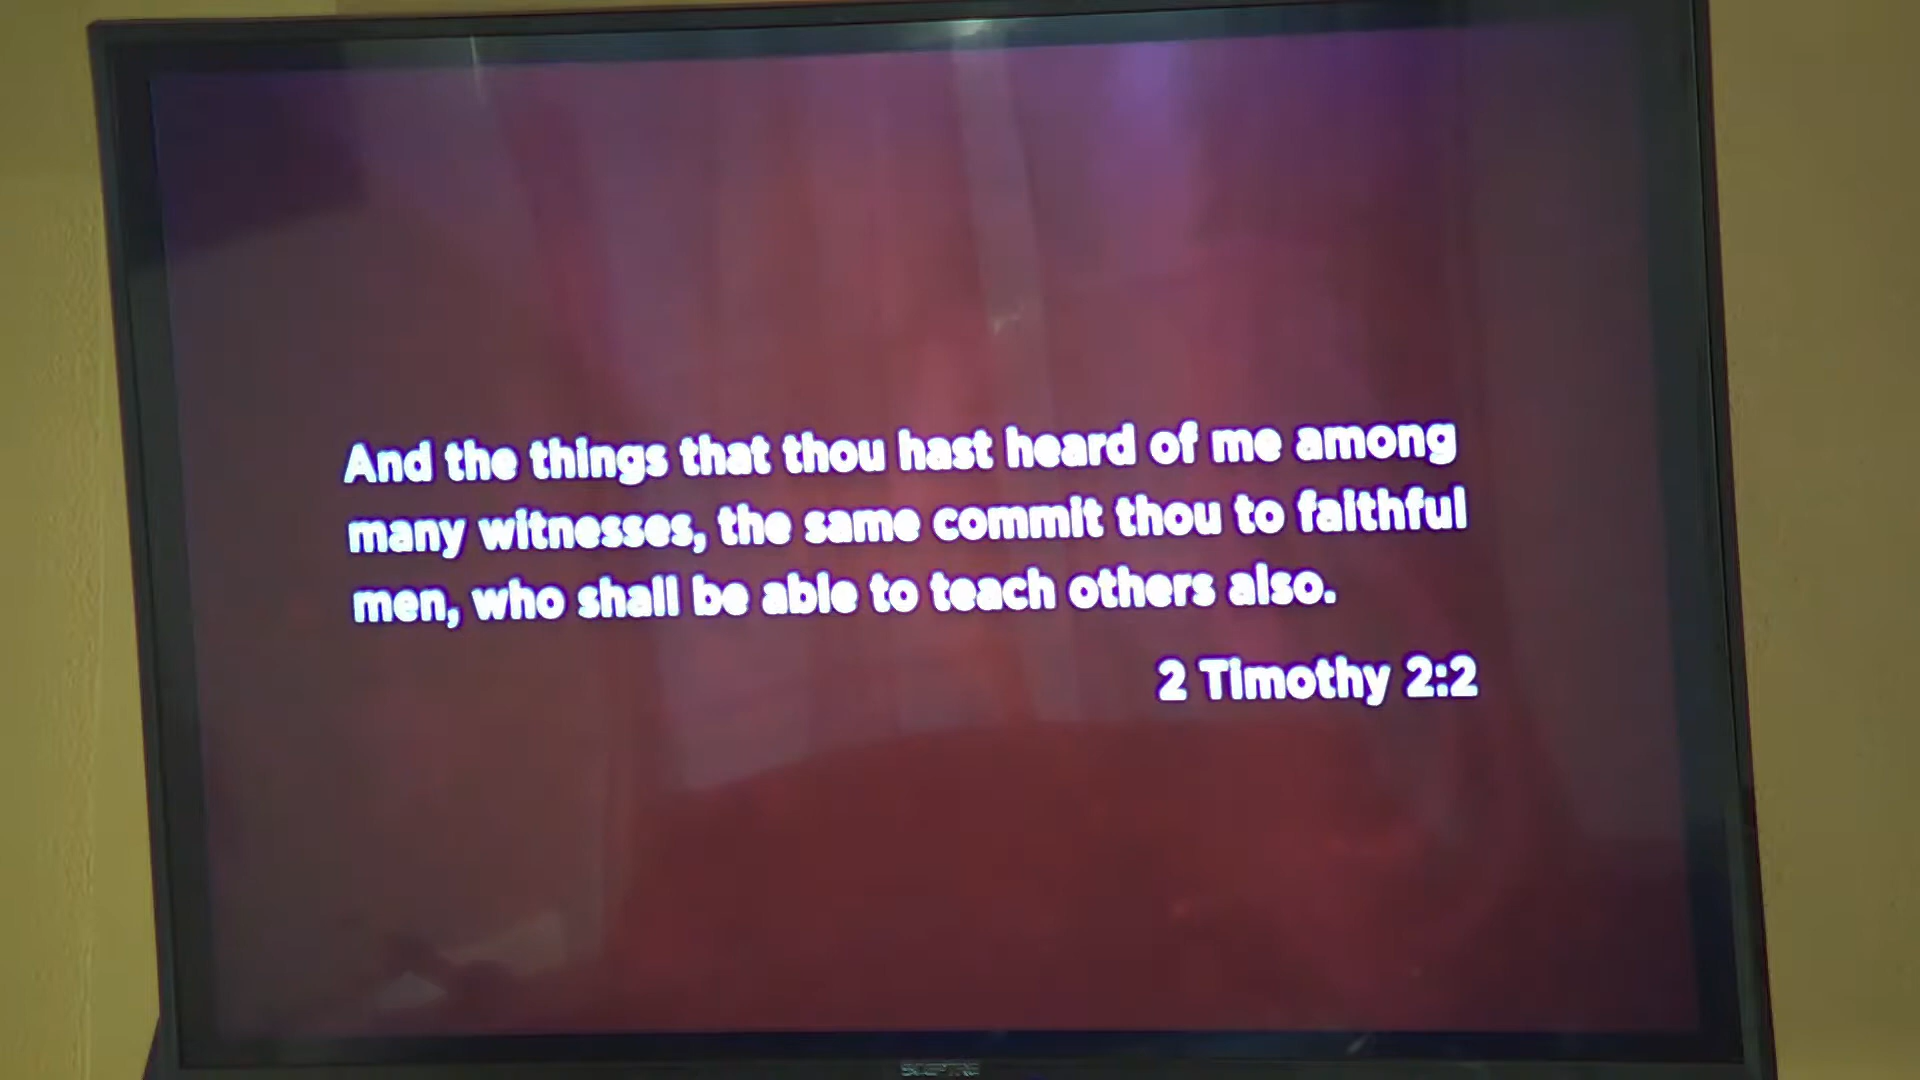 And the things that thou hast heard of me among
many witnesses, the same commit thou to faithful
men, who shall be able to teach others also.
2 Timothy 2:2
SCEPTRE